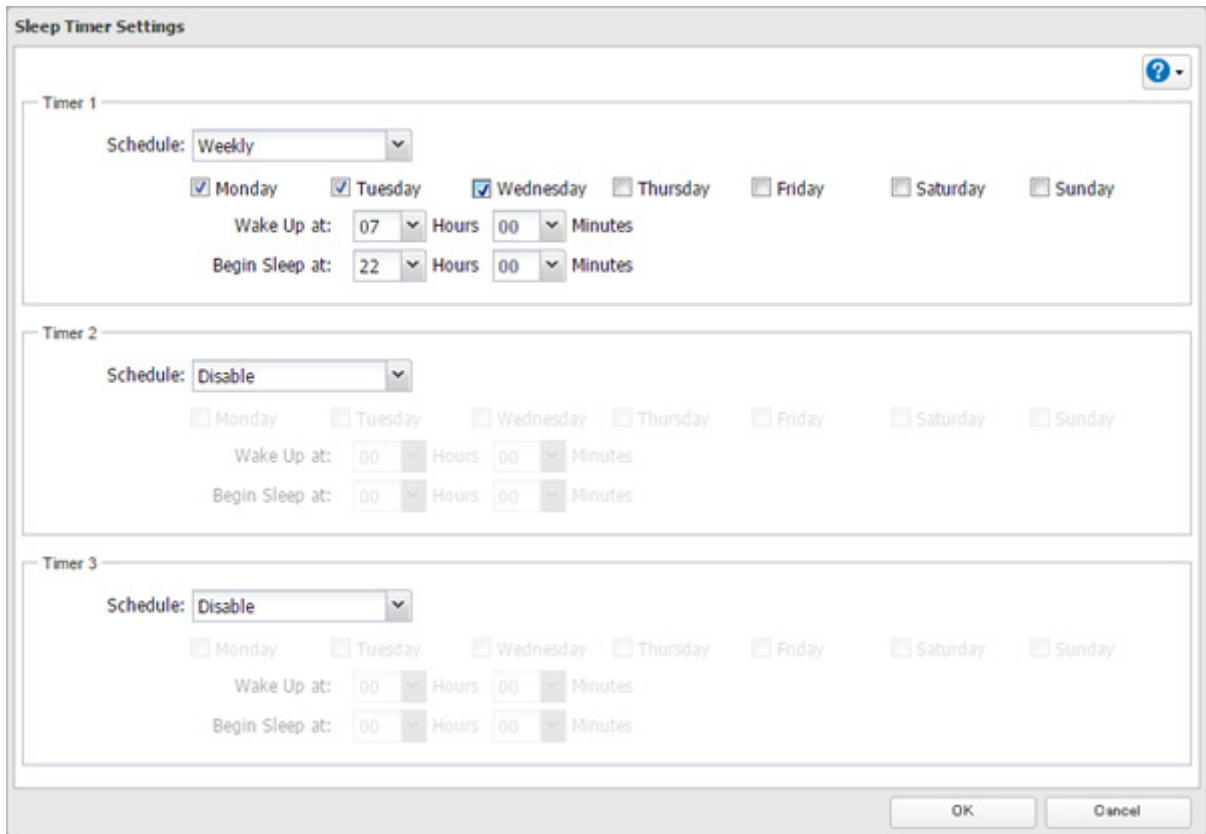 Sleep Timer Settings
?
Timer 1
Schedule: Weekly
Monday Tuesday Wednesday Thursday Friday Saturday Sunday
Wake Up at: 07 Hours 00 Minutes
Begin Sleep at: 22 Hours 00 Minutes
Timer 2
Schedule: Disable
Monday Tuesday Wednesday Thursday Friday Saturday Sunday
Wake Up at: 00 Hours 00 Minutes
Begin Sleep at: 00 Hours 00 Minutes
Timer 3
Schedule: Disable
Monday Tuesday Wednesday Thursday Friday Saturday Sunday
Wake Up at: 00 Hours 00 Minutes
Begin Sleep at: 00 Hours 00 Minutes
OK Cancel